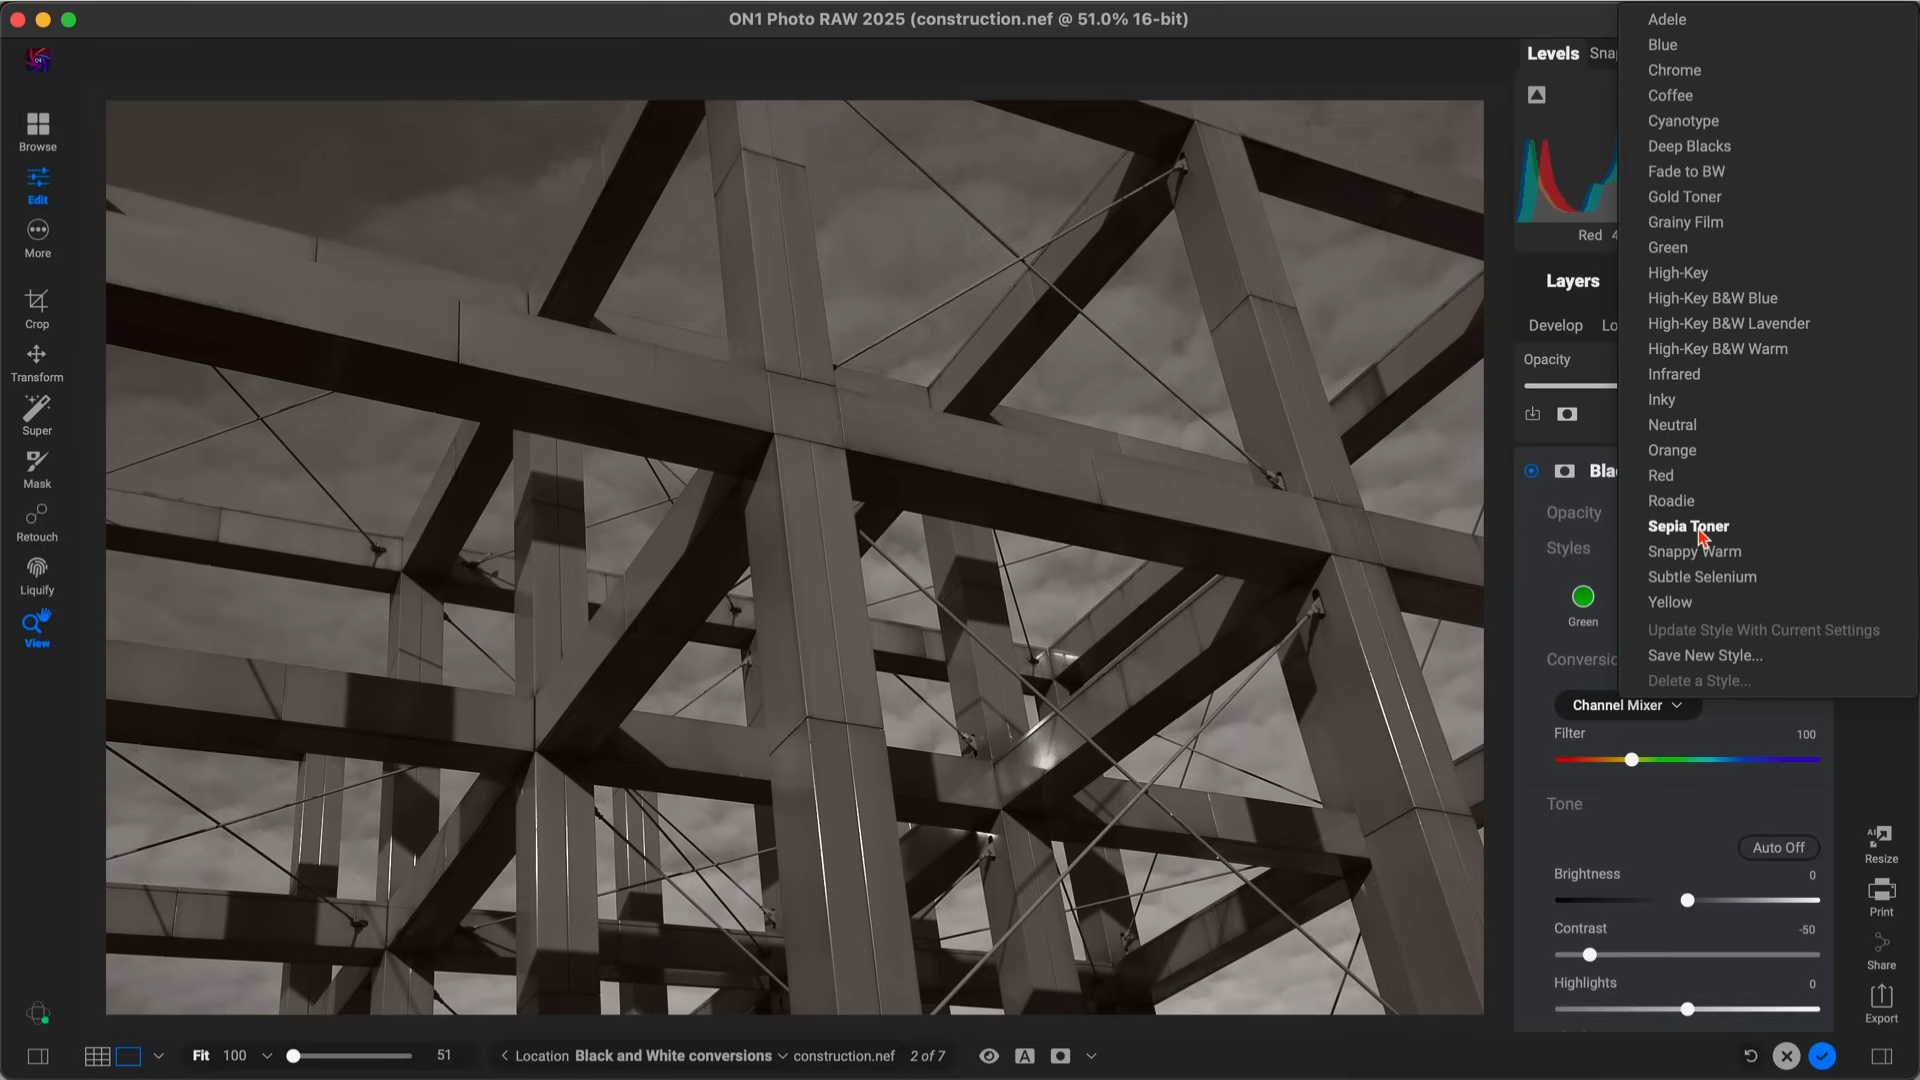 ON1 Photo RAW 2025 (construction.nef @ 51.0% 16-bit)
Browse
Edit
More
Crop
Transform
Super
Mask
Retouch
Liquify
View
Levels
Red
Layers
Develop
Opacity
Opacity
Styles
Green
Adele
Blue
Chrome
Coffee
Cyanotype
Deep Blacks
Fade to BW
Gold Toner
Grainy Film
Green
High-Key
High-Key B&W Blue
High-Key B&W Lavender
High-Key B&W Warm
Infrared
Inky
Neutral
Orange
Red
Roadie
Sepia Toner
Snappy Warm
Subtle Selenium
Yellow
Update Style With Current Settings
Save New Style...
Delete a Style...
Channel Mixer
Filter 100
Tone
Auto Off
Brightness 0
Contrast -50
Highlights 0
AI
Resize
Print
Share
Export
Fit 100 51 Location Black and White conversions construction.nef 2 of 7 A